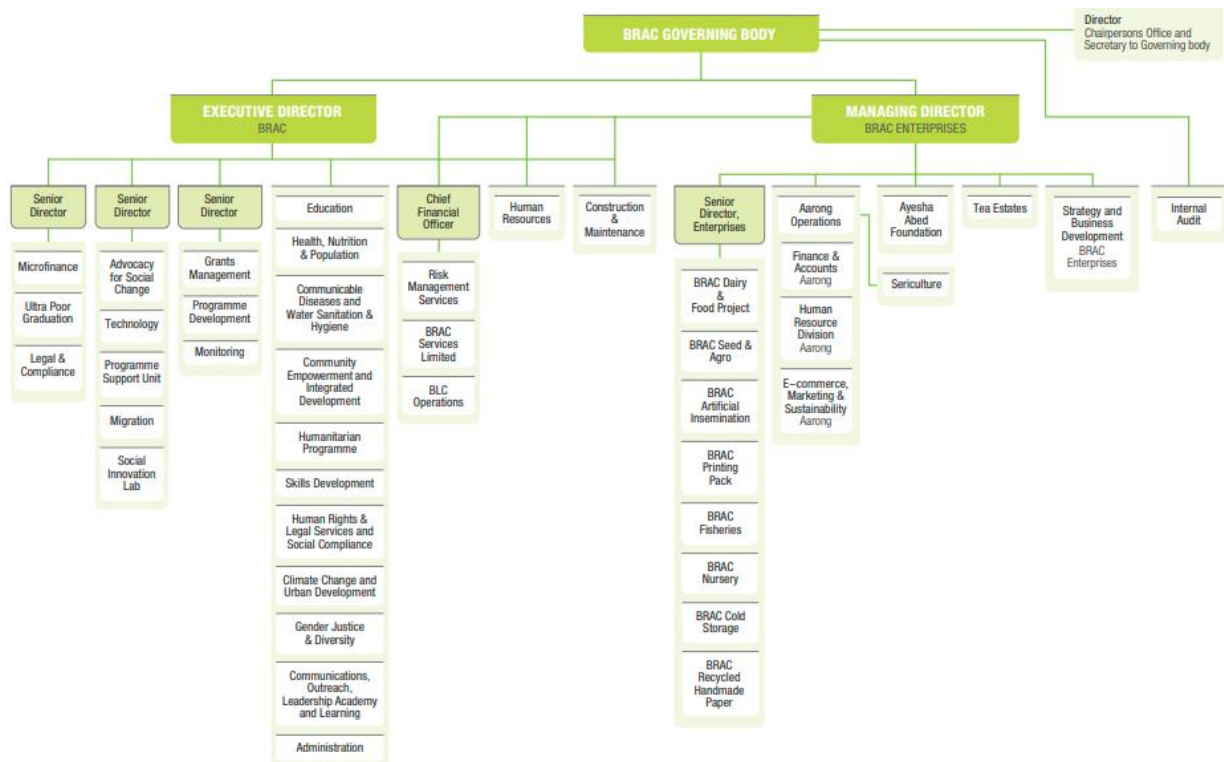 BRAC GOVERNING BODY
Director
Chairpersons Office and
Secretary to Governing body
EXECUTIVE DIRECTOR
BRAC
MANAGING DIRECTOR
BRAC ENTERPRISES
Senior
Director
Microfinance
Ultra Poor
Graduation
Legal &
Compliance
Senior
Director
Advocacy
for Social
Change
Technology
Programme
Support Unit
Migration
Social
Innovation
Lab
Senior
Director
Grants
Management
Programme
Development
Monitoring
Education
Health, Nutrition
& Population
Communicable
Diseases and
Water Sanitation &
Hygiene
Community
Empowerment and
Integrated
Development
Humanitarian
Programme
Skills Development
Human Rights &
Legal Services and
Social Compliance
Climate Change and
Urban Development
Gender Justice
& Diversity
Communications,
Outreach,
Leadership Academy
and Learning
Administration
Chief
Financial
Officer
Risk
Management
Services
BRAC
Services
Limited
BLC
Operations
Human
Resources
Construction
&
Maintenance
Senior
Director,
Enterprises
BRAC Dairy
&
Food Project
BRAC Seed &
Agro
BRAC
Artificial
Insemination
BRAC
Printing
Pack
BRAC
Fisheries
BRAC
Nursery
BRAC Cold
Storage
BRAC
Recycled
Handmade
Paper
Aarong
Operations
Finance &
Accounts
Aarong
Human
Resource
Division
Aarong
E–commerce,
Marketing &
Sustainability
Aarong
Ayesha
Abed
Foundation
Sericulture
Tea Estates
Strategy and
Business
Development
BRAC
Enterprises
Internal
Audit